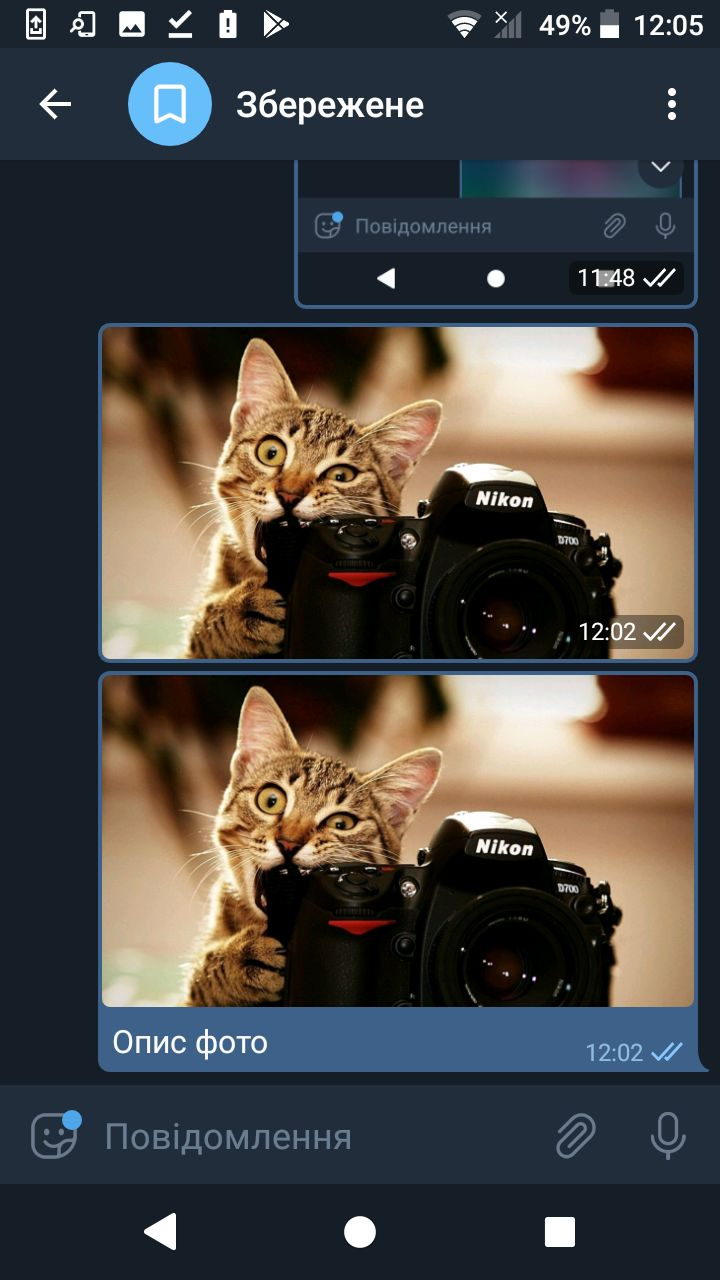 49% 12:05
Збережене
Повідомлення
11:48
Nikon
D700
12:02
Nikon
D700
Опис фото
12:02
Повідомлення